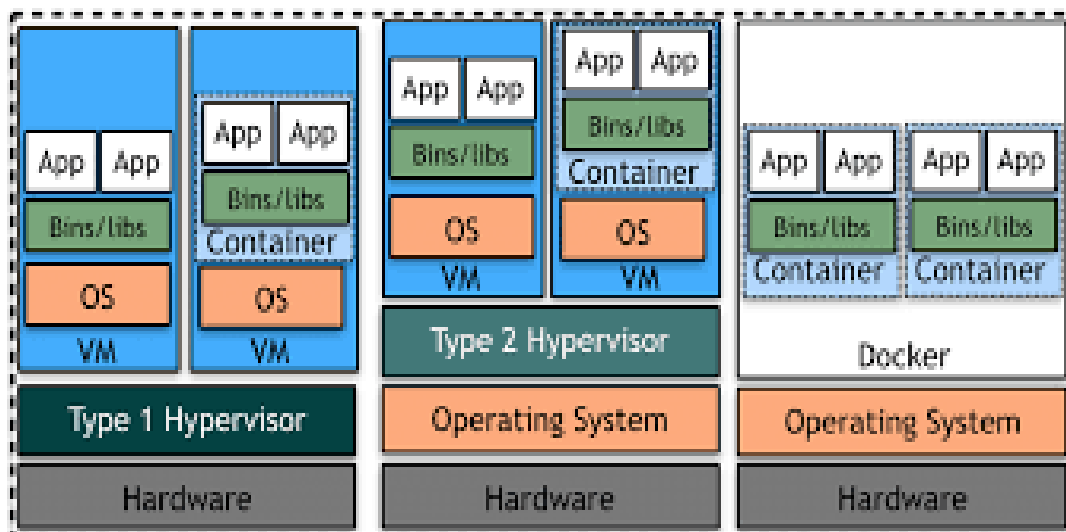 App App
Bins/libs
OS
VM
App App
Bins/libs
Container
OS
VM
Type 1 Hypervisor
Hardware
App App
Bins/libs
OS
VM
App App
Bins/libs
Container
OS
VM
Type 2 Hypervisor
Operating System
Hardware
App App
Bins/libs
Container
App App
Bins/libs
Container
Docker
Operating System
Hardware